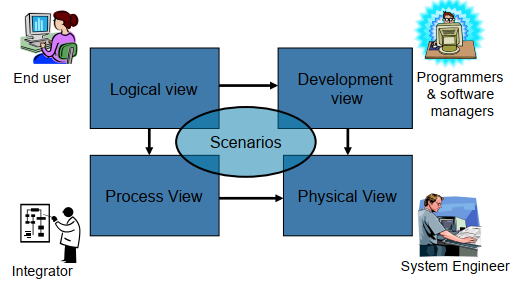 End user
Logical view
Development
view
Programmers
& software
managers
Scenarios
Process View
Physical View
Integrator
System Engineer